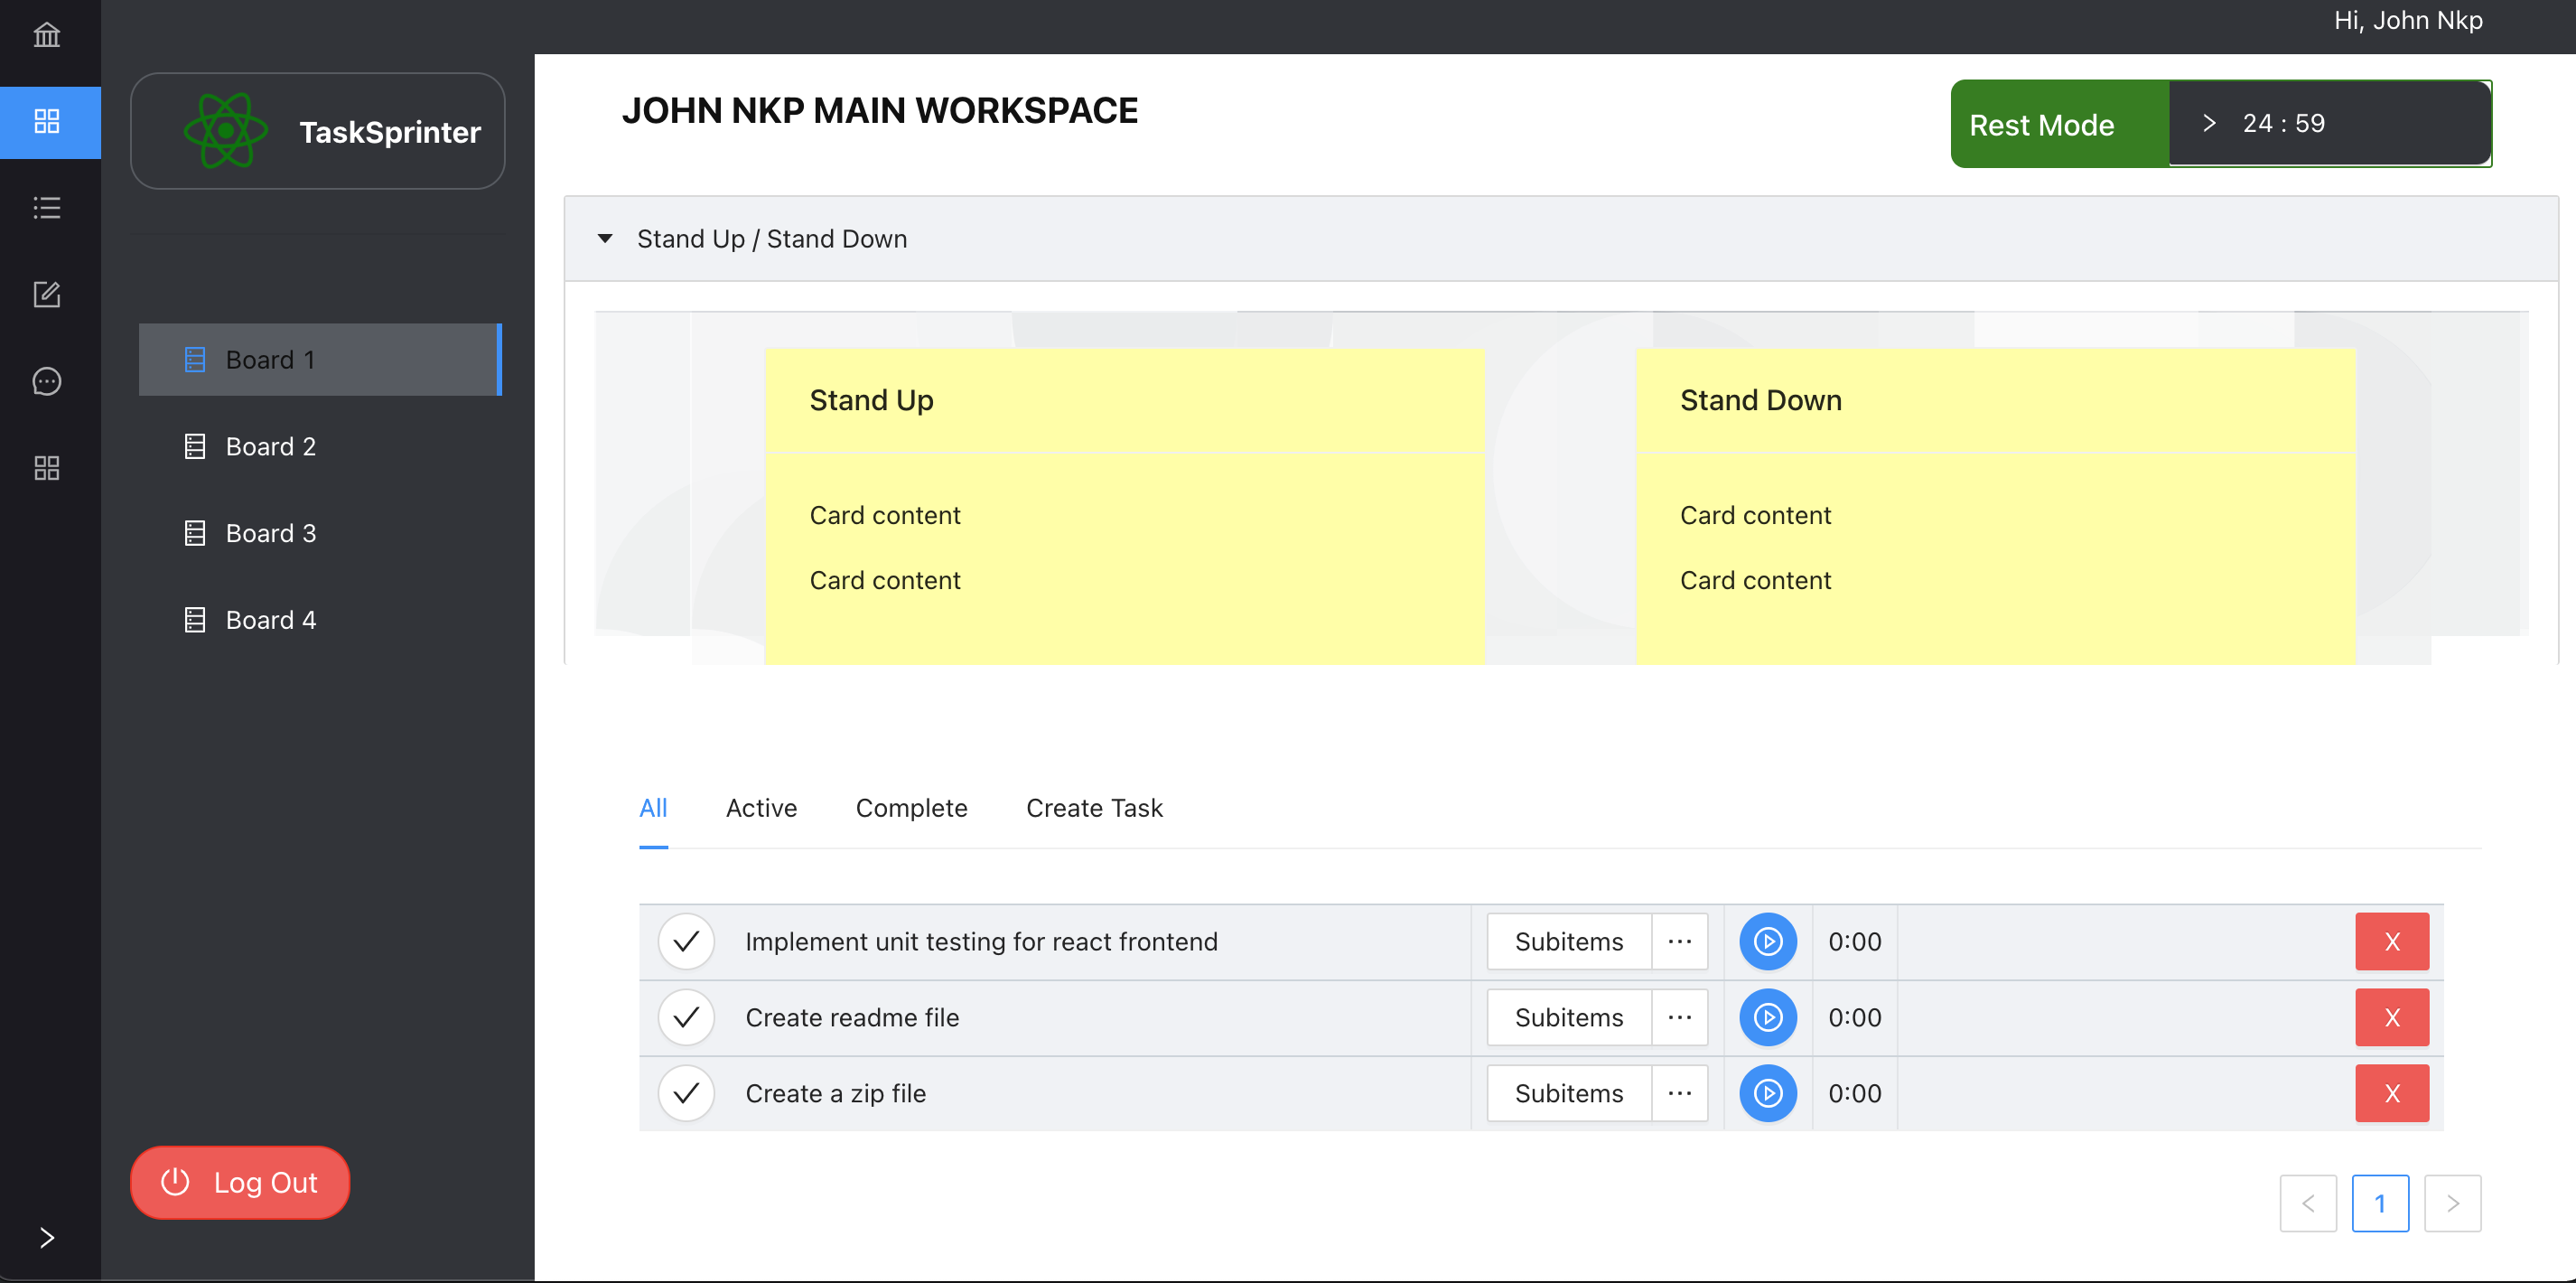 Hi, John Nkp
TaskSprinter
JOHN NKP MAIN WORKSPACE
Rest Mode
> 24 : 59
Stand Up / Stand Down
Board 1
Board 2
Board 3
Board 4
Stand Up
Card content
Card content
Stand Down
Card content
Card content
All Active Complete Create Task
Implement unit testing for react frontend Subitems ··· 0:00 X
Create readme file Subitems ··· 0:00 X
Create a zip file Subitems ··· 0:00 X
Log Out
< 1 >